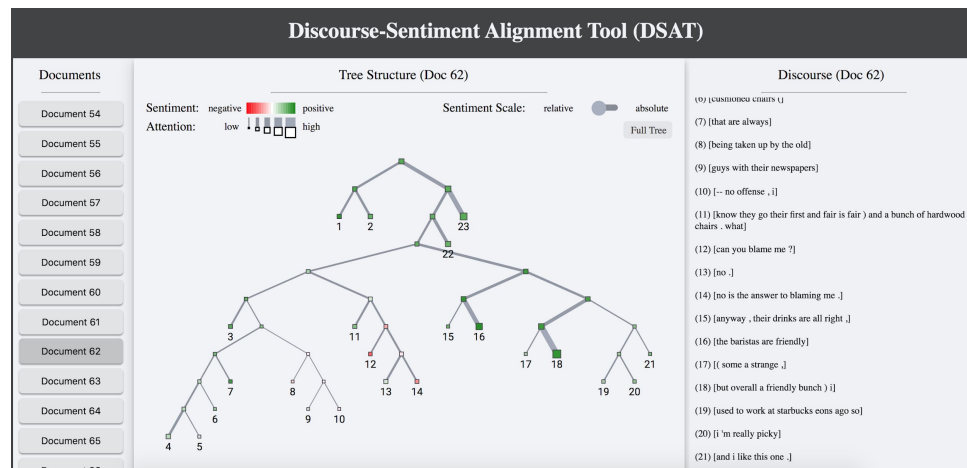 Discourse-Sentiment Alignment Tool (DSAT)
Documents
Document 54
Document 55
Document 56
Document 57
Document 58
Document 59
Document 60
Document 61
Document 62
Document 63
Document 64
Document 65
Tree Structure (Doc 62)
Sentiment: negative positive
Sentiment Scale: relative absolute
Attention: low high
Full Tree
1 2 23
22
3 11 15 16
12 17 18 21
7 8 13 14 19 20
6 9 10
4 5
Discourse (Doc 62)
(6) [cushioned chairs (]
(7) [that are always]
(8) [being taken up by the old]
(9) [guys with their newspapers]
(10) [-- no offense , i]
(11) [know they go their first and fair is fair ) and a bunch of hardwood
chairs . what]
(12) [can you blame me ?]
(13) [no .]
(14) [no is the answer to blaming me .]
(15) [anyway , their drinks are all right ,]
(16) [the baristas are friendly]
(17) [( some a strange ,]
(18) [but overall a friendly bunch ) i]
(19) [used to work at starbucks eons ago so]
(20) [i 'm really picky]
(21) [and i like this one .]